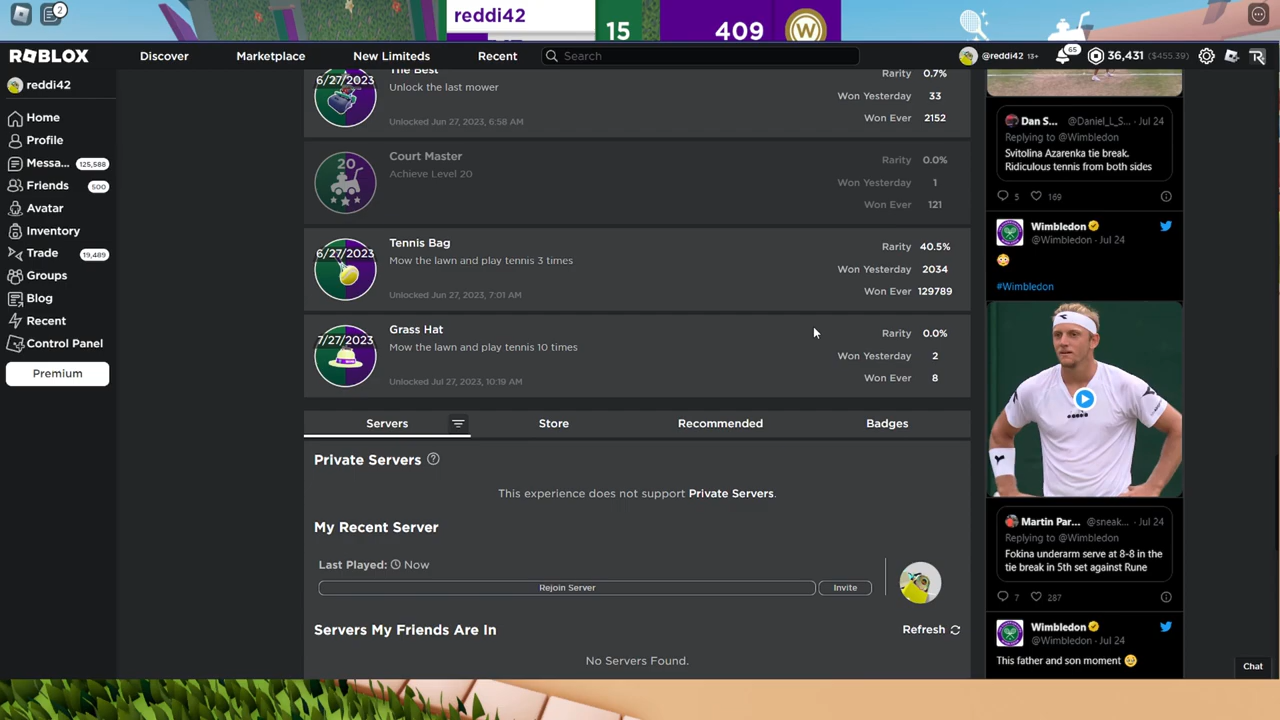 2
reddi42
15
409
W
ROBLOX
Discover
Marketplace
New Limiteds
Recent
Search
@reddi42 13+
65
36,431 ($455.39)
reddi42
Home
Profile
Messa... 125,588
Friends 500
Avatar
Inventory
Trade 19,489
Groups
Blog
Recent
Control Panel
Premium
6/27/2023
The Best
Unlock the last mower
Unlocked Jun 27, 2023, 6:58 AM
Rarity 0.7%
Won Yesterday 33
Won Ever 2152
20
Court Master
Achieve Level 20
Rarity 0.0%
Won Yesterday 1
Won Ever 121
6/27/2023
Tennis Bag
Mow the lawn and play tennis 3 times
Unlocked Jun 27, 2023, 7:01 AM
Rarity 40.5%
Won Yesterday 2034
Won Ever 129789
7/27/2023
Grass Hat
Mow the lawn and play tennis 10 times
Unlocked Jul 27, 2023, 10:19 AM
Rarity 0.0%
Won Yesterday 2
Won Ever 8
Servers
Store
Recommended
Badges
Private Servers ?
This experience does not support Private Servers.
My Recent Server
Last Played: Now
Rejoin Server
Invite
Servers My Friends Are In
Refresh
No Servers Found.
Dan S... @Daniel_L_S... · Jul 24
Replying to @Wimbledon
Svitolina Azarenka tie break.
Ridiculous tennis from both sides
5 169
Wimbledon
@Wimbledon · Jul 24
😳
#Wimbledon
Martin Par... @sneak... · Jul 24
Replying to @Wimbledon
Fokina underarm serve at 8-8 in the
tie break in 5th set against Rune
7 287
Wimbledon
@Wimbledon · Jul 24
This father and son moment 🥹
Chat